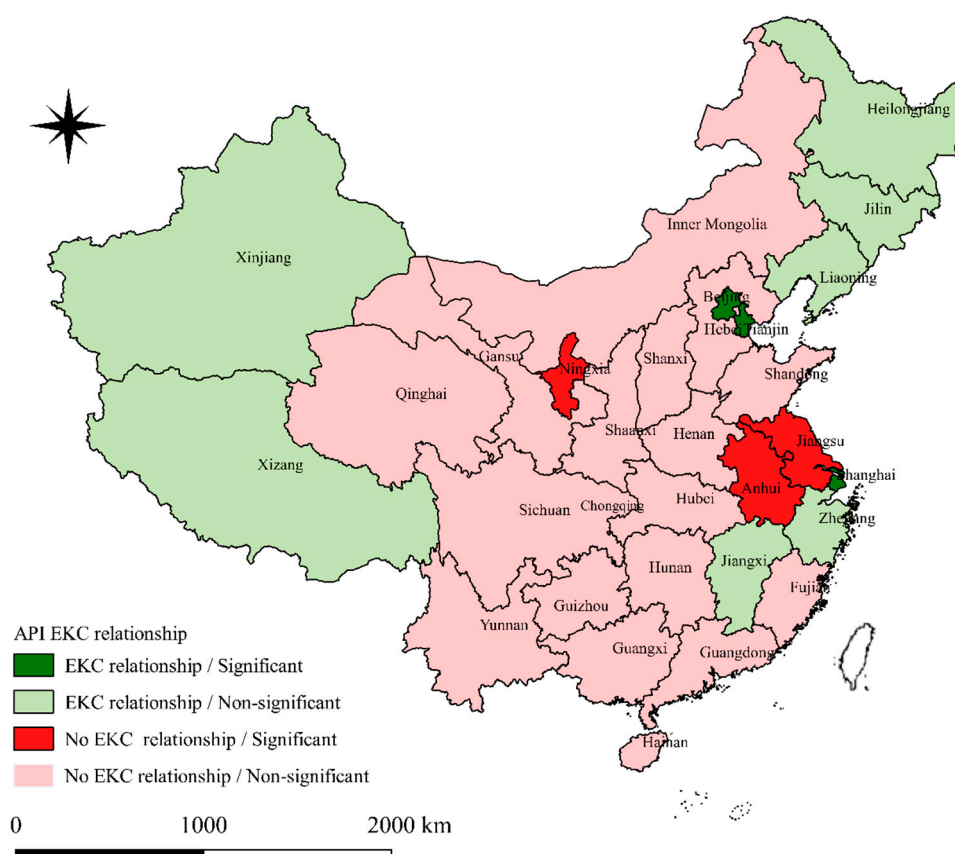 Heilongjiang
Jilin
Inner Mongolia
Xinjiang
Liaoning
Beijing
Hebei Tianjin
Gansu
Shanxi
Ningxia
Shandong
Qinghai
Shaanxi
Henan
Jiangsu
Xizang
Shanghai
Anhui
Sichuan
Chongqing
Hubei
Zhejiang
Jiangxi
Hunan
Fujian
Guizhou
Yunnan
Guangxi
Guangdong
Hainan
API EKC relationship
EKC relationship / Significant
EKC relationship / Non-significant
No EKC relationship / Significant
No EKC relationship / Non-significant
0 1000 2000 km